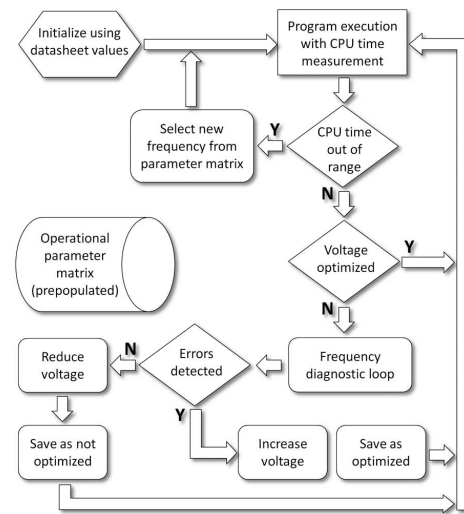 Initialize using
datasheet values
Program execution
with CPU time
measurement
Y
Select new
frequency from
parameter matrix
CPU time
out of
range
N
Operational
parameter
matrix
(prepopulated)
Voltage
optimized
Y
N
Reduce
voltage
N
Errors
detected
Frequency
diagnostic loop
Y
Save as not
optimized
Increase
voltage
Save as
optimized